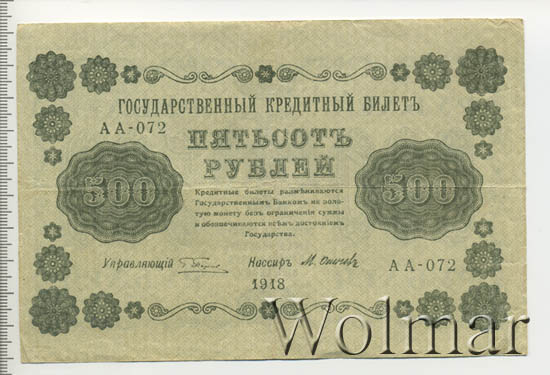 ГОСУДАРСТВЕННЫЙ КРЕДИТНЫЙ БИЛЕТЪ
АА-072
ПЯТЬСОТЪ
РУБЛЕЙ
500
500
Кредитные билеты размѣниваются
Государственнымъ Банкомъ на золо-
тую монету безъ ограниченія суммы
и обезпечиваются всѣмъ достояніемъ
Государства.
Управляющій
Кассиръ
АА-072
1918
Wolmar